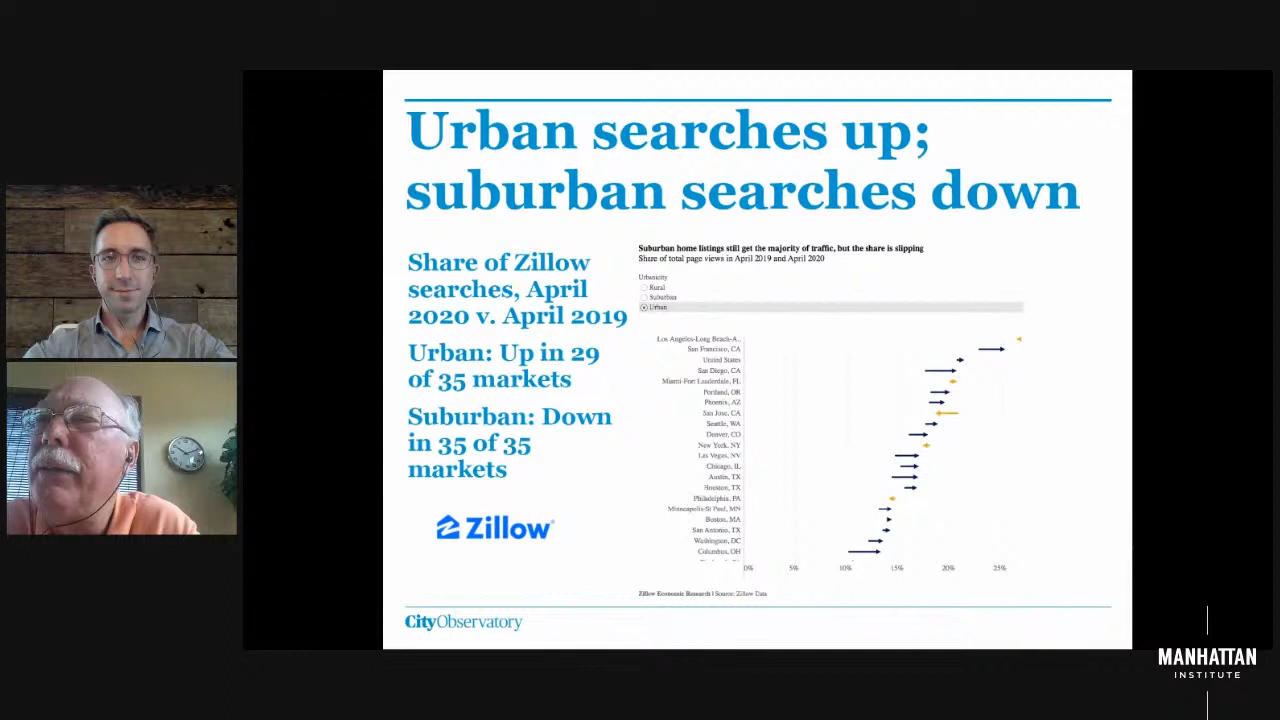 Urban searches up;
suburban searches down
Share of Zillow
searches, April
2020 v. April 2019
Urban: Up in 29
of 35 markets
Suburban: Down
in 35 of 35
markets
Zillow
Suburban home listings still get the majority of traffic, but the share is slipping
Share of total page views in April 2019 and April 2020
Urbanicity
Rural
Suburban
Urban
Los Angeles-Long Beach-A..
San Francisco, CA
United States
San Diego, CA
Miami-Fort Lauderdale, FL
Portland, OR
Phoenix, AZ
San Jose, CA
Seattle, WA
Denver, CO
New York, NY
Las Vegas, NV
Chicago, IL
Austin, TX
Houston, TX
Philadelphia, PA
Minneapolis-St Paul, MN
Boston, MA
San Antonio, TX
Washington, DC
Columbus, OH
0% 5% 10% 15% 20% 25%
Zillow Economic Research | Source: Zillow Data
CityObservatory
MANHATTAN
INSTITUTE